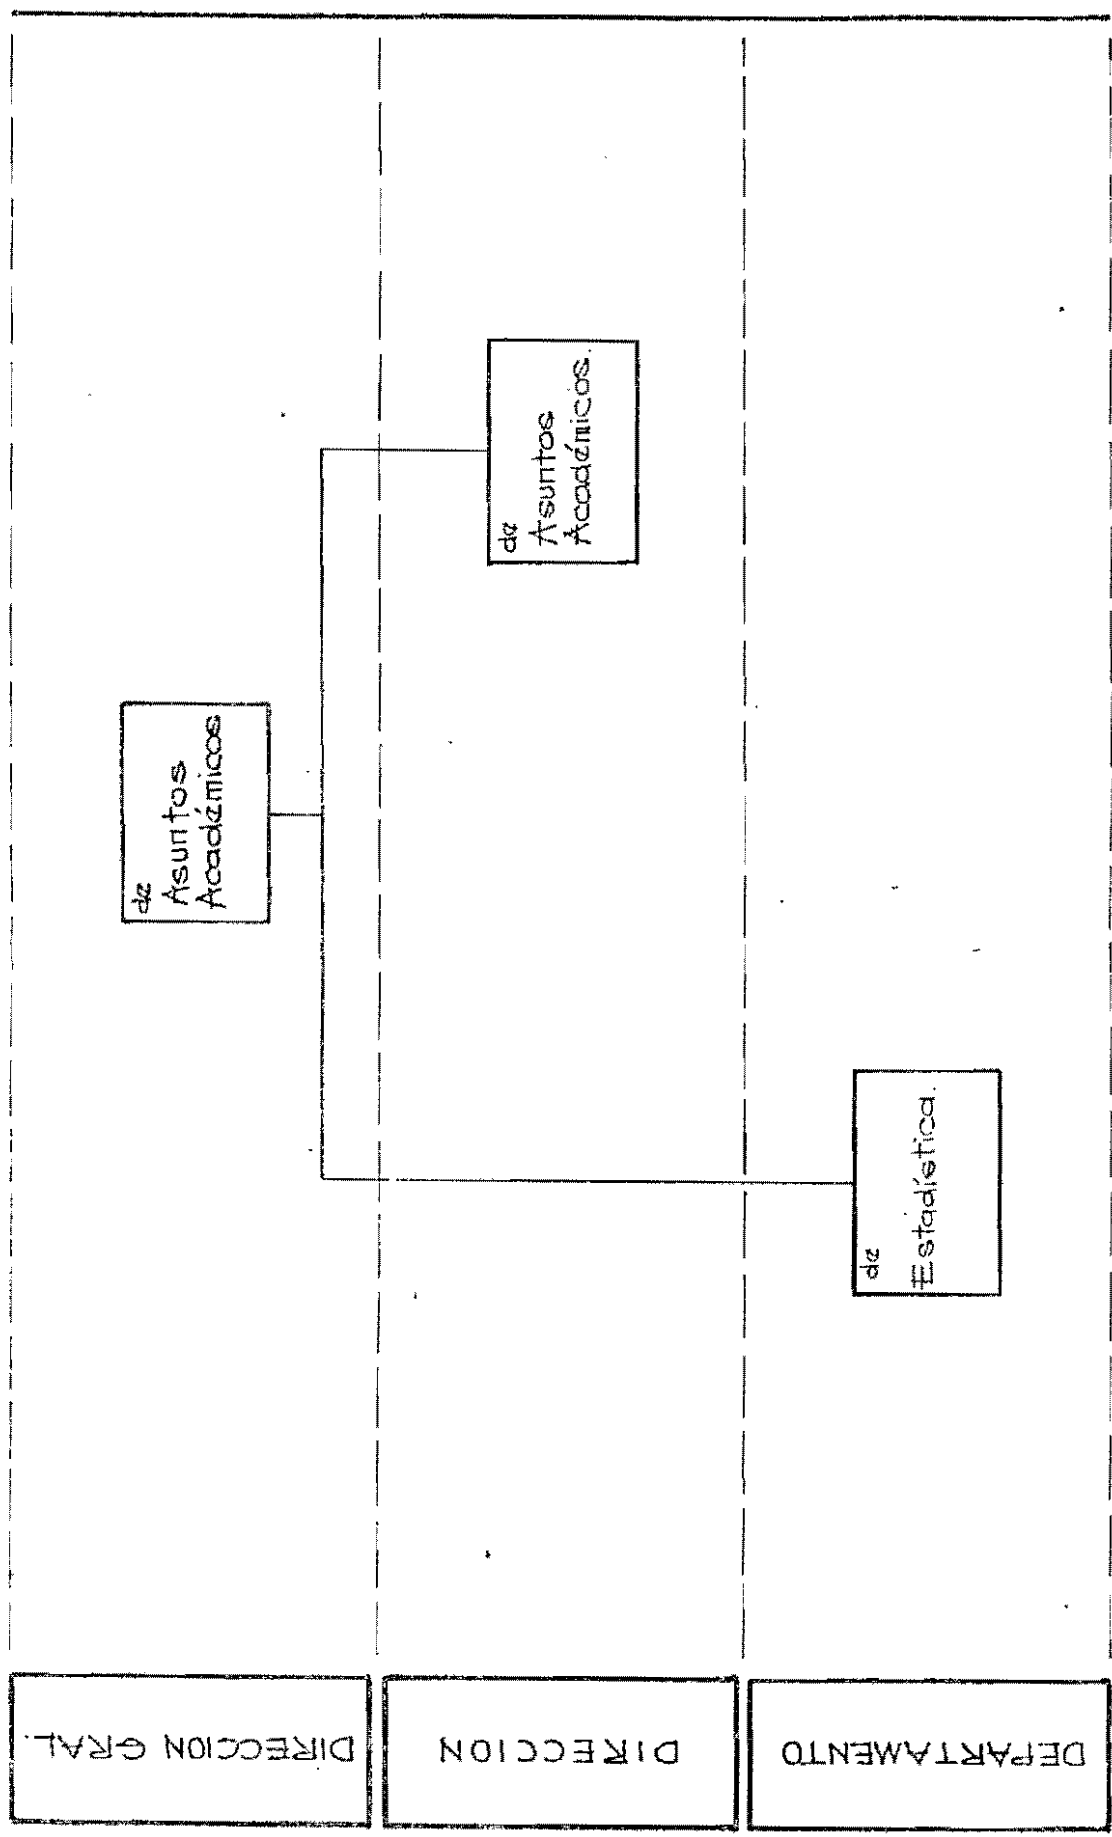 DIRECCION GRAL.
de
Asuntos
Académicos
DIRECCION
de
Asuntos
Académicos.
DEPARTAMENTO
de
Estadística.